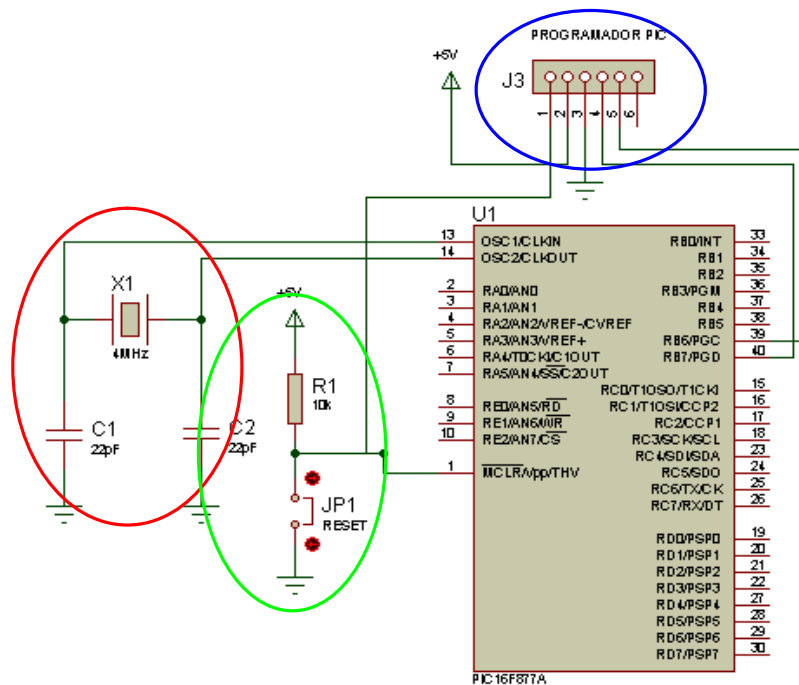 PROGRAMADOR PIC
+5V
J3
1 2 3 4 5 6
U1
13 OSC1/CLKIN
14 OSC2/CLKOUT
2 RA0/AN0
3 RA1/AN1
4 RA2/AN2/VREF-/CVREF
5 RA3/AN3/VREF+
6 RA4/T0CKI/C1OUT
7 RA5/AN4/SS/C2OUT
8 RE0/AN5/RD
9 RE1/AN6/WR
10 RE2/AN7/CS
1 MCLR/Vpp/THV
RB0/INT 33
RB1 34
RB2 35
RB3/PGM 36
RB4 37
RB5 38
RB6/PGC 39
RB7/PGD 40
RC0/T1OSO/T1CKI 15
RC1/T1OSI/CCP2 16
RC2/CCP1 17
RC3/SCK/SCL 18
RC4/SDI/SDA 23
RC5/SDO 24
RC6/TX/CK 25
RC7/RX/DT 26
RD0/PSP0 19
RD1/PSP1 20
RD2/PSP2 21
RD3/PSP3 22
RD4/PSP4 27
RD5/PSP5 28
RD6/PSP6 29
RD7/PSP7 30
PIC16F877A
X1
4MHz
C1
22pF
C2
22pF
+5V
R1
10k
JP1
RESET